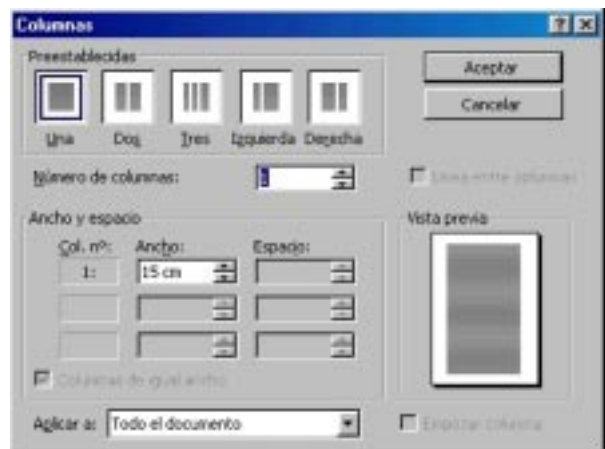 Columnas
Preestablecidas
Aceptar
Cancelar
Una Dos Tres Izquierda Derecha
Número de columnas: 1
Línea entre columnas
Ancho y espacio
Vista previa
Col. nº: Ancho: Espacio:
1: 15 cm
Columnas de igual ancho
Aplicar a: Todo el documento
Empezar columna